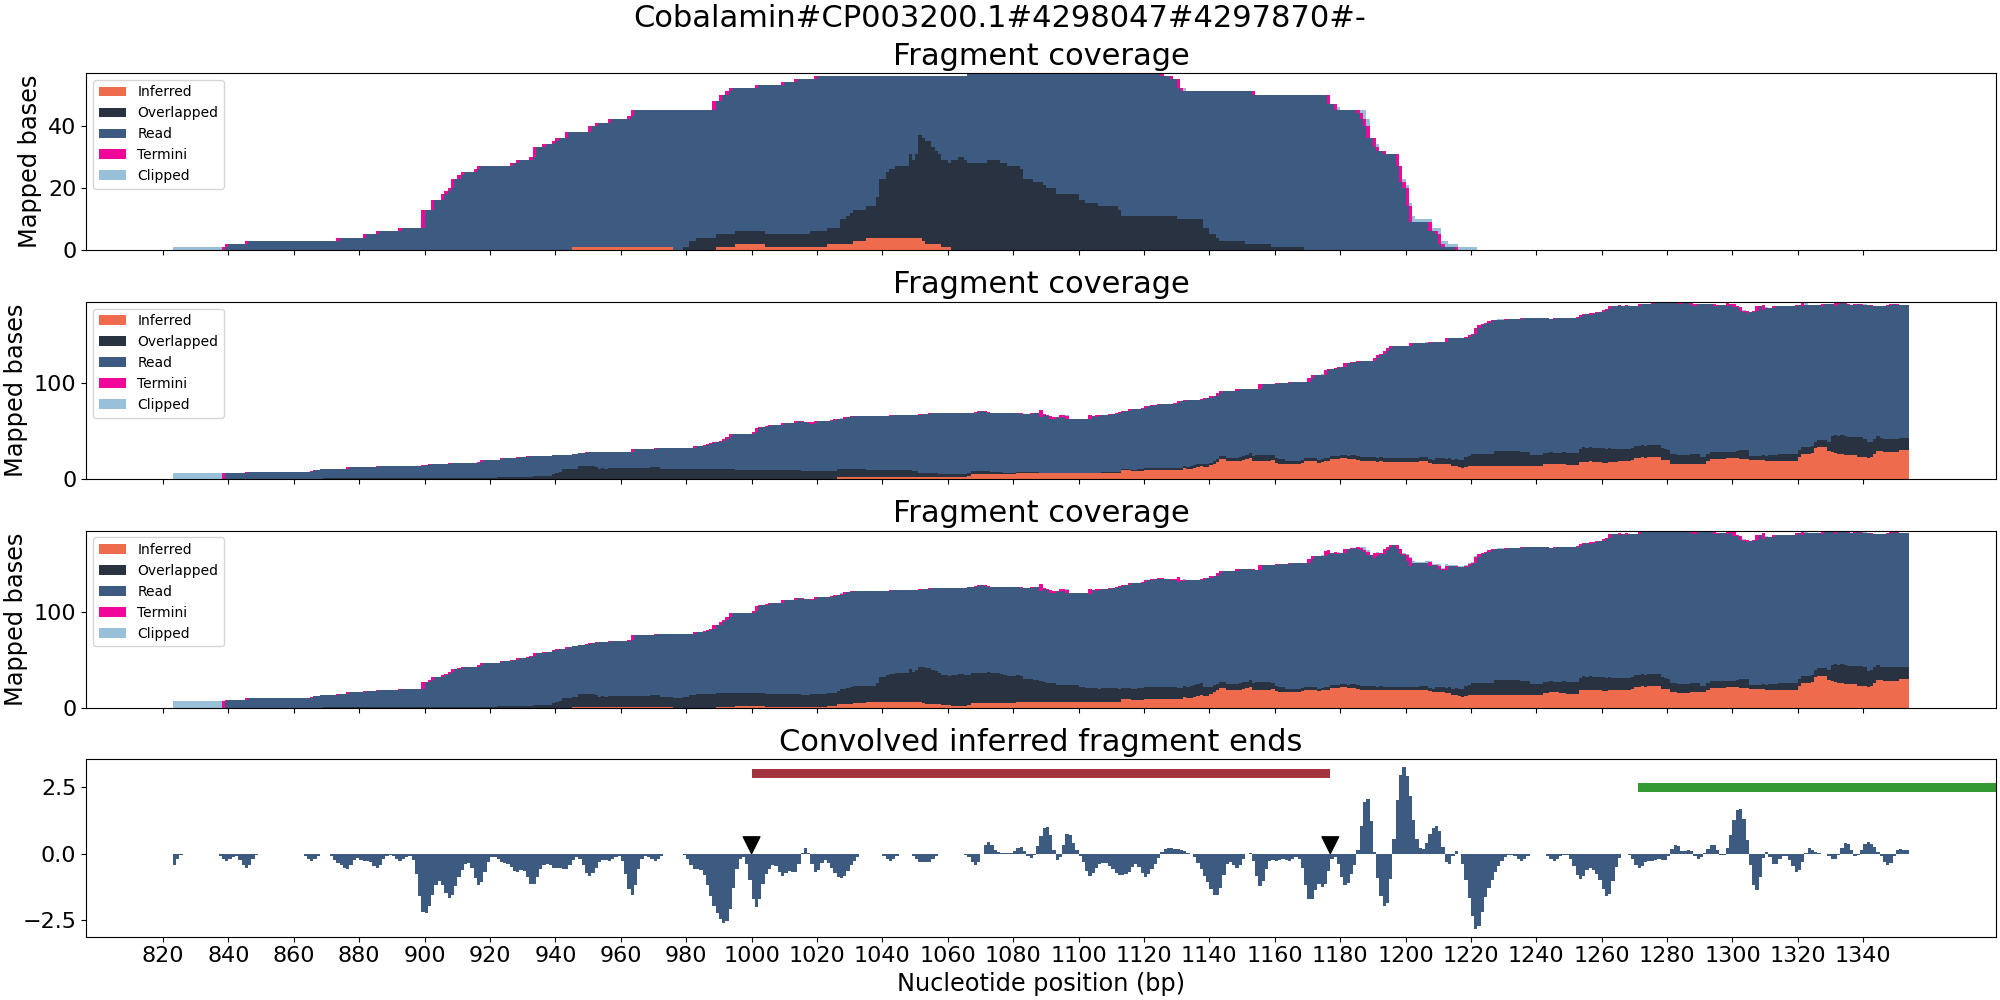 Cobalamin#CP003200.1#4298047#4297870#-
Fragment coverage
Mapped bases
40
20
0
Inferred
Overlapped
Read
Termini
Clipped
Fragment coverage
Mapped bases
100
0
Inferred
Overlapped
Read
Termini
Clipped
Fragment coverage
Mapped bases
100
0
Inferred
Overlapped
Read
Termini
Clipped
Convolved inferred fragment ends
2.5
0.0
−2.5
820 840 860 880 900 920 940 960 980 1000 1020 1040 1060 1080 1100 1120 1140 1160 1180 1200 1220 1240 1260 1280 1300 1320 1340
Nucleotide position (bp)